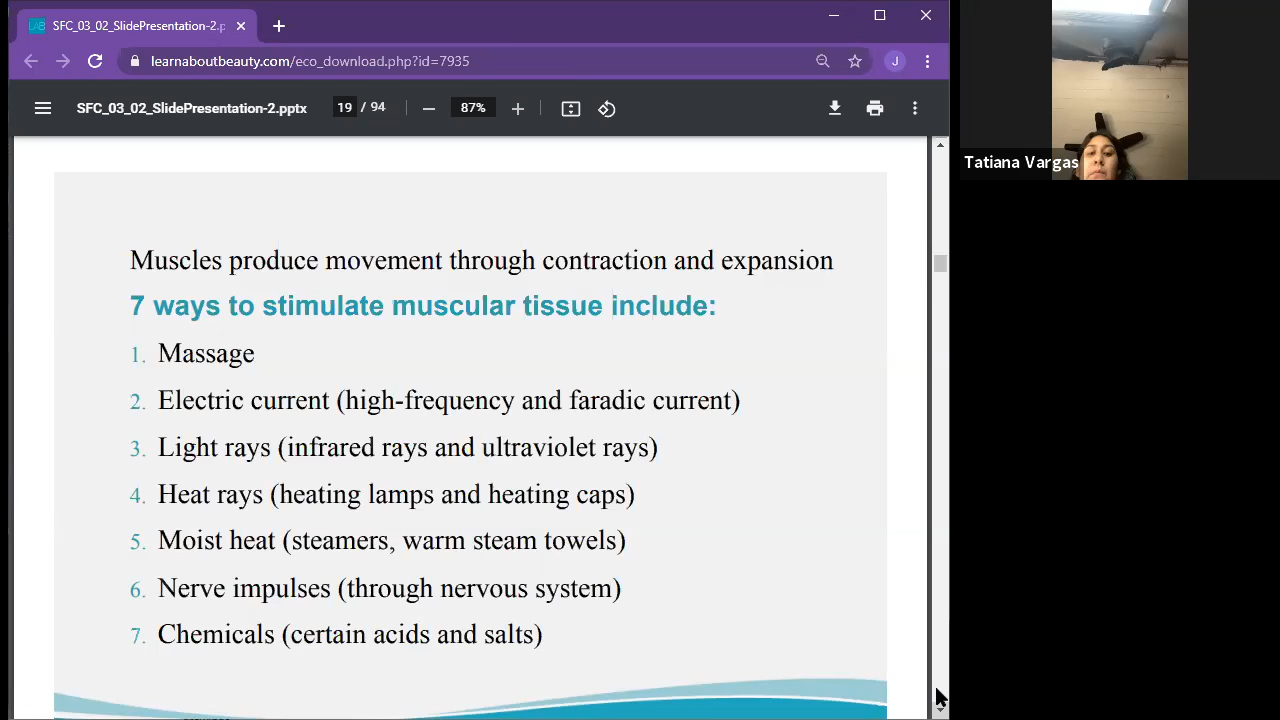 SFC_03_02_SlidePresentation-2.p
learnaboutbeauty.com/eco_download.php?id=7935
J
SFC_03_02_SlidePresentation-2.pptx
19 / 94
87%
Muscles produce movement through contraction and expansion
7 ways to stimulate muscular tissue include:
1. Massage
2. Electric current (high-frequency and faradic current)
3. Light rays (infrared rays and ultraviolet rays)
4. Heat rays (heating lamps and heating caps)
5. Moist heat (steamers, warm steam towels)
6. Nerve impulses (through nervous system)
7. Chemicals (certain acids and salts)
Tatiana Vargas